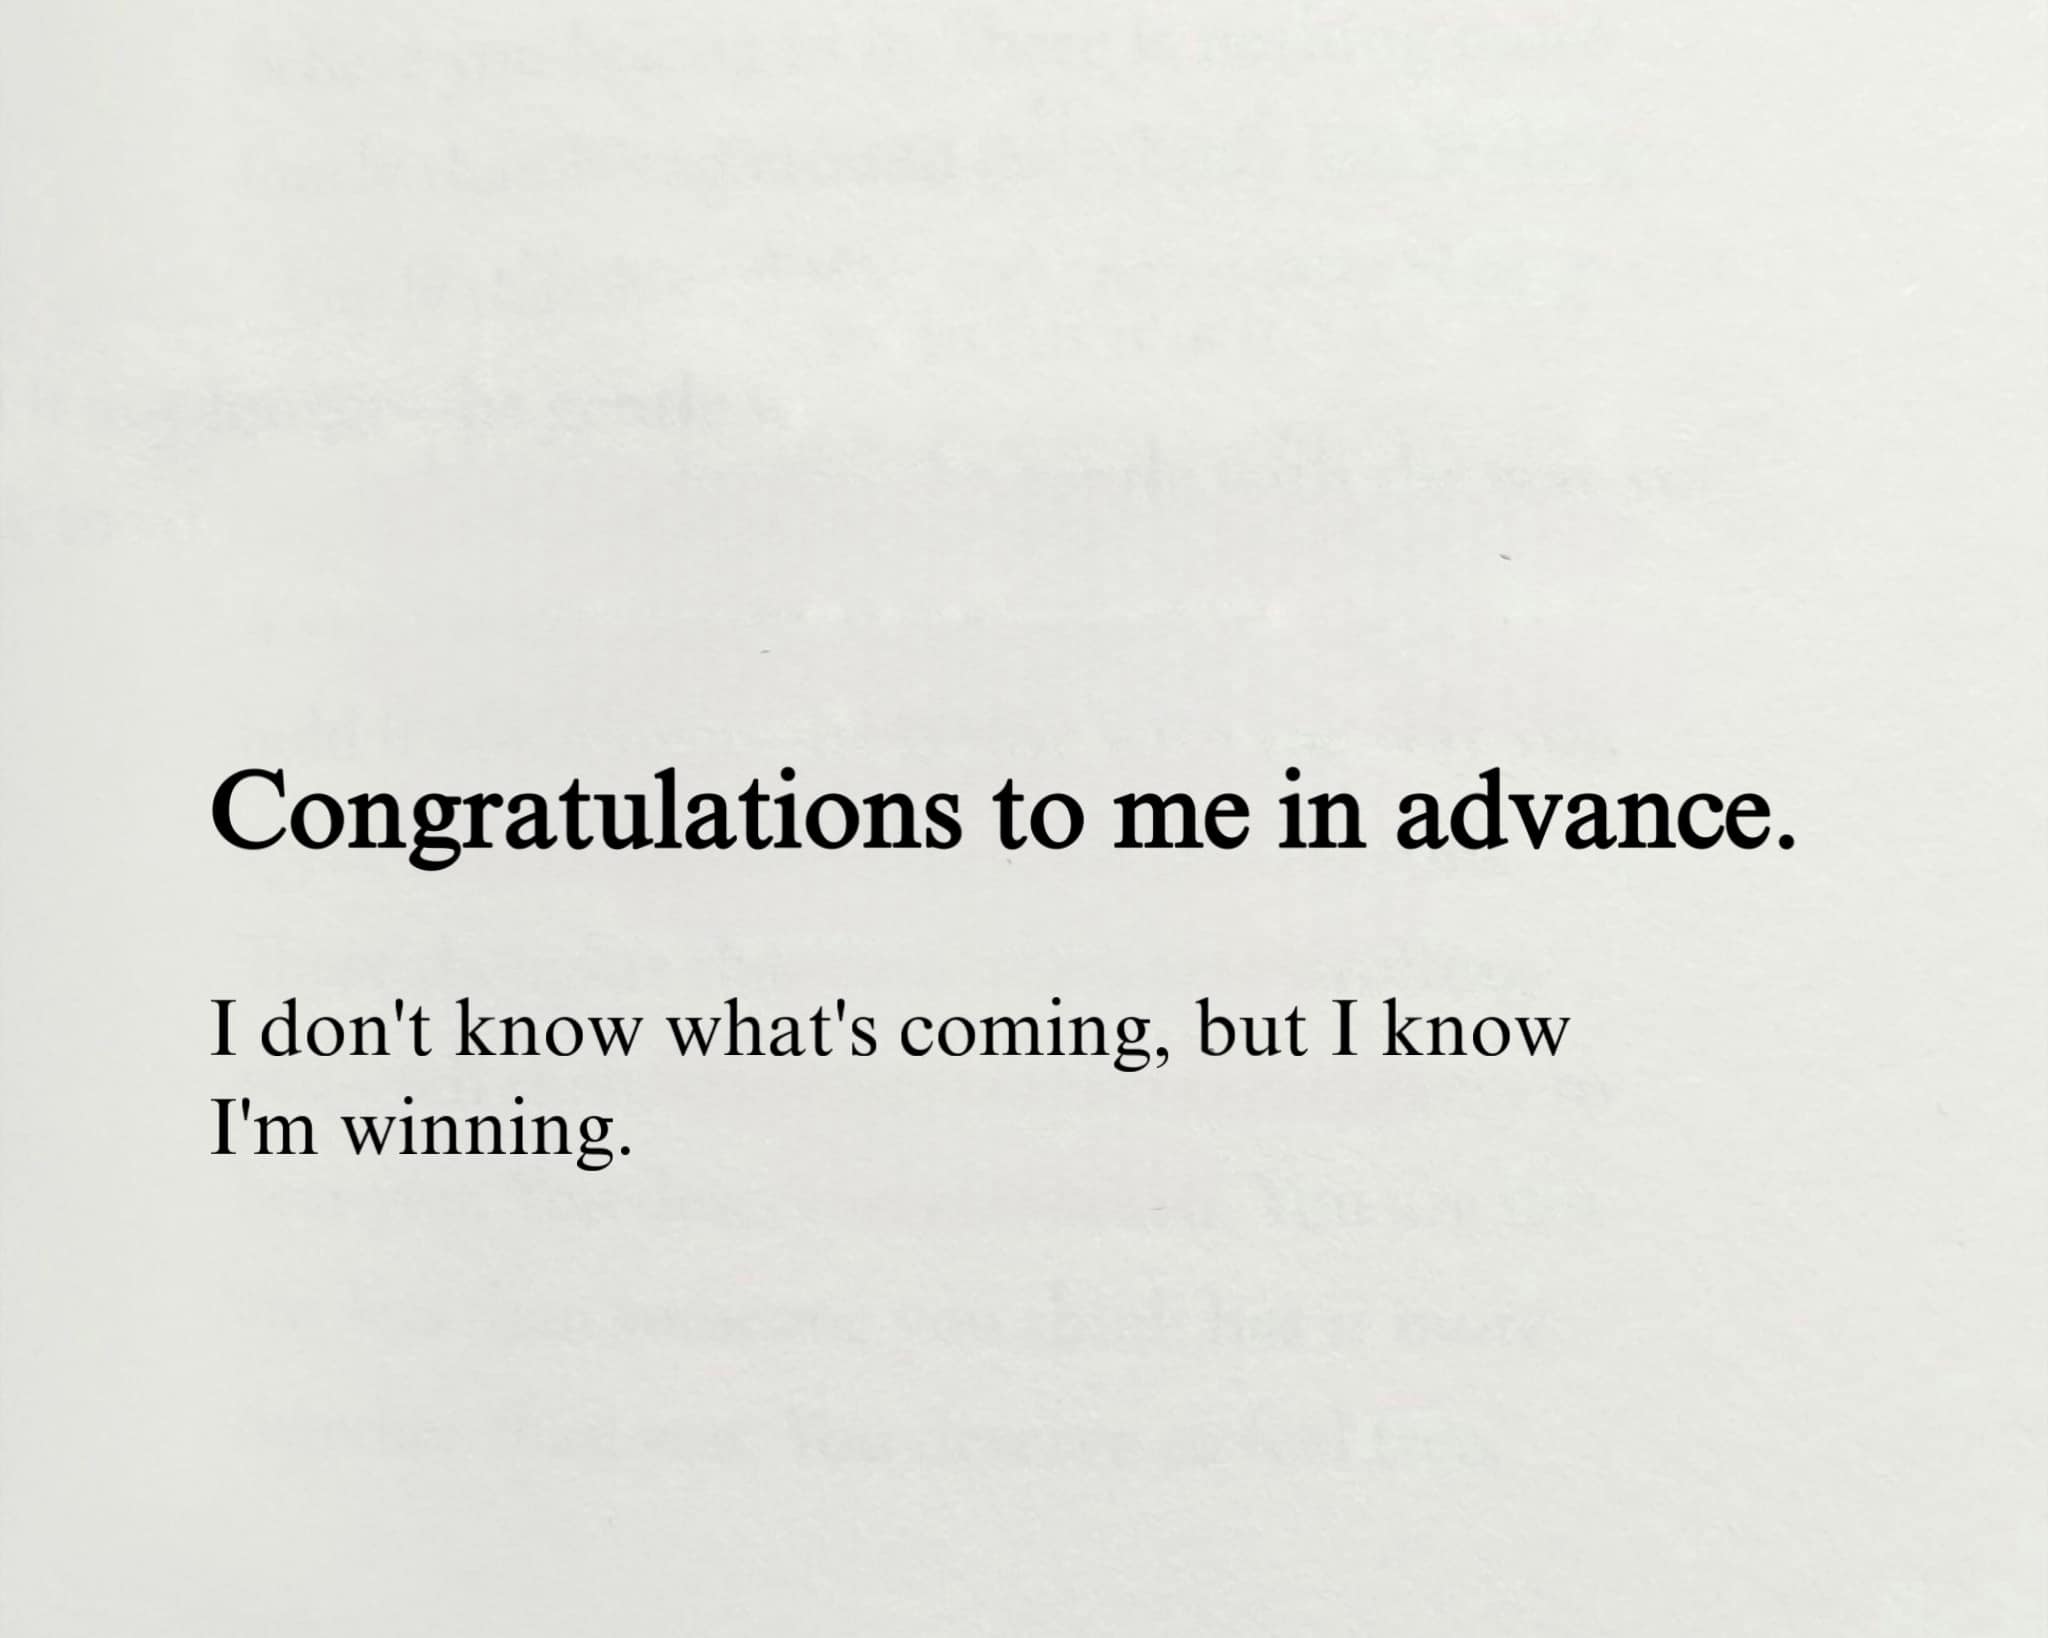 Congratulations to me in advance.
I don't know what's coming, but I know
I'm winning.